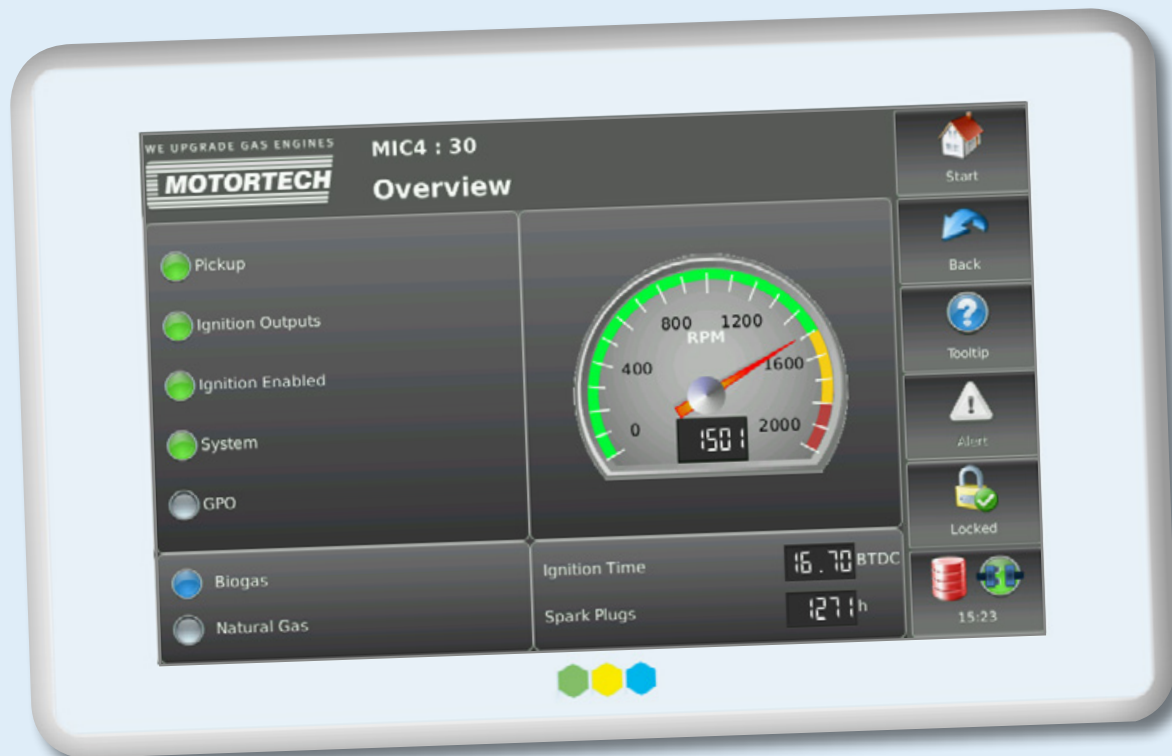 WE UPGRADE GAS ENGINES
MOTORTECH
MIC4 : 30
Overview
Pickup
Ignition Outputs
Ignition Enabled
System
GPO
Biogas
Natural Gas
0
400
800
1200
1600
2000
RPM
1501
Ignition Time
16.70 BTDC
Spark Plugs
1271 h
Start
Back
Tooltip
Alert
Locked
15:23